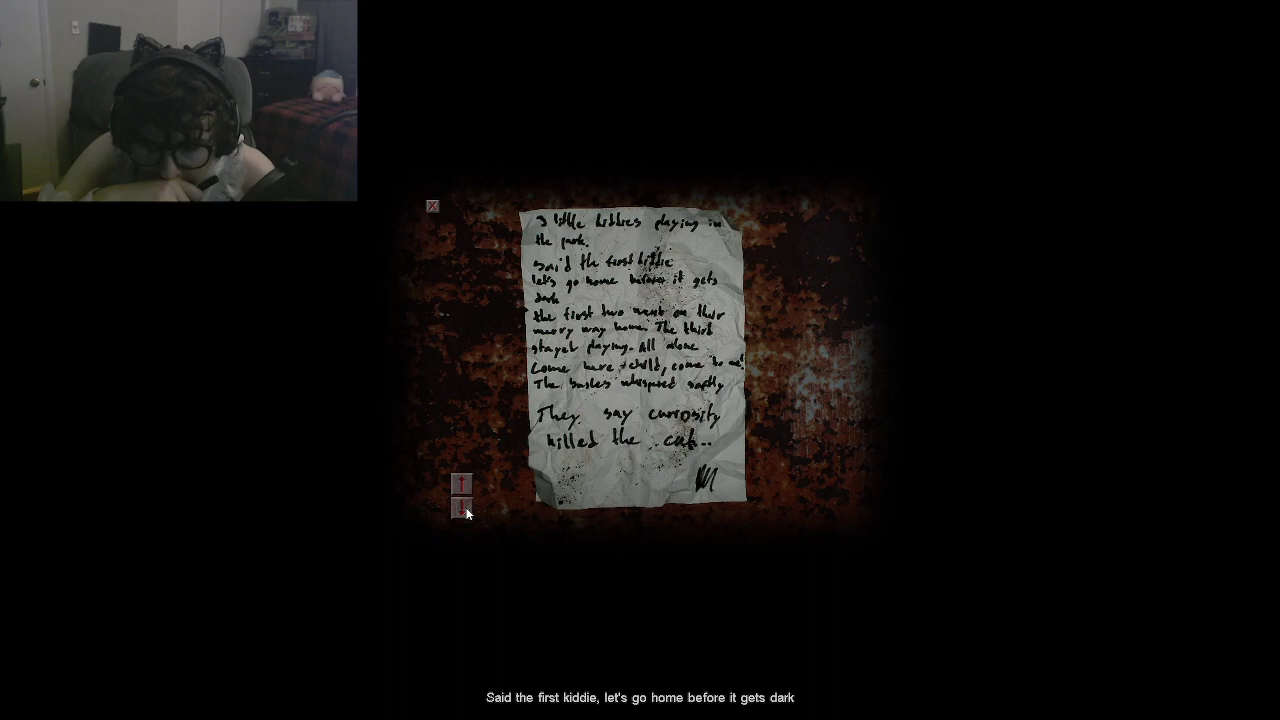 3 little kiddies playing in
the park.
said the first kiddie
let's go home before it gets
dark
the first two went on their
merry way home. The third
stayed playing. All alone
Come here child, come to me!
The bushes whispered softly
They say curiosity
killed the cat...
X
↑
↓
Said the first kiddie, let's go home before it gets dark